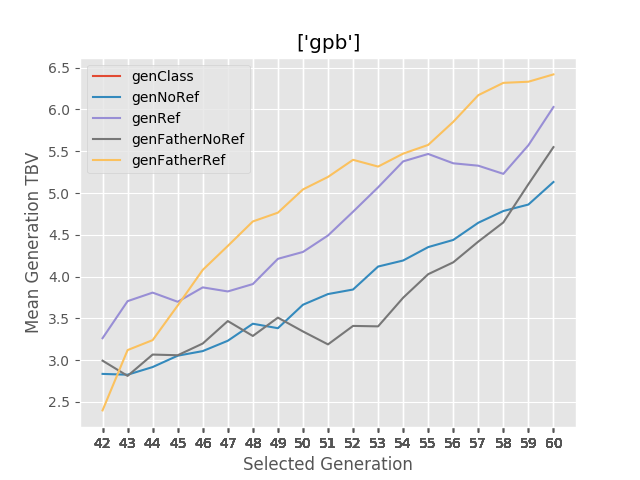 ['gpb']
genClass
genNoRef
genRef
genFatherNoRef
genFatherRef
6.5
6.0
5.5
5.0
4.5
4.0
3.5
3.0
2.5
Mean Generation TBV
42 43 44 45 46 47 48 49 50 51 52 53 54 55 56 57 58 59 60
Selected Generation